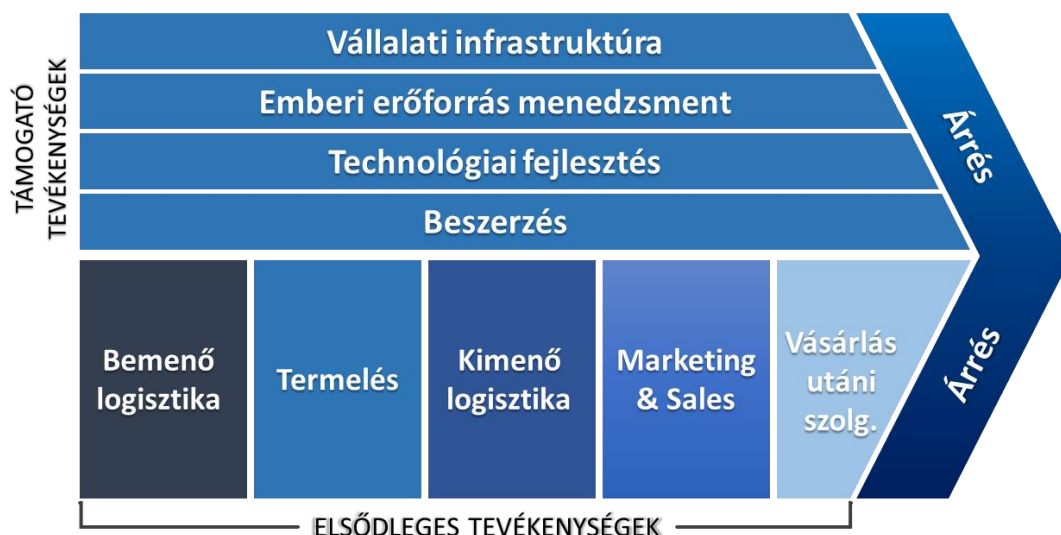 TÁMOGATÓ
TEVÉKENYSÉGEK
Vállalati infrastruktúra
Emberi erőforrás menedzsment
Technológiai fejlesztés
Beszerzés
Árrés
Árrés
Bemenő
logisztika
Termelés
Kimenő
logisztika
Marketing
& Sales
Vásárlás
utáni
szolg.
ELSŐDLEGES TEVÉKENYSÉGEK